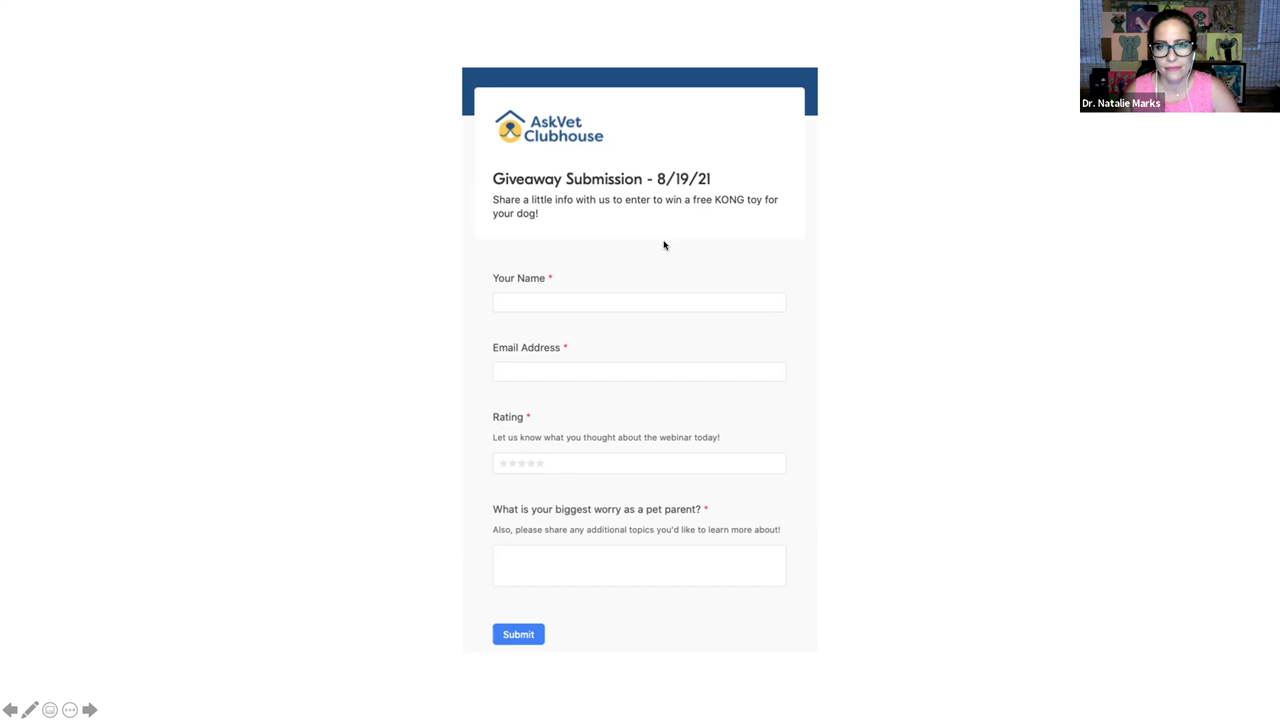 Dr. Natalie Marks
AskVet
Clubhouse
Giveaway Submission - 8/19/21
Share a little info with us to enter to win a free KONG toy for
your dog!
Your Name *
Email Address *
Rating *
Let us know what you thought about the webinar today!
What is your biggest worry as a pet parent? *
Also, please share any additional topics you'd like to learn more about!
Submit